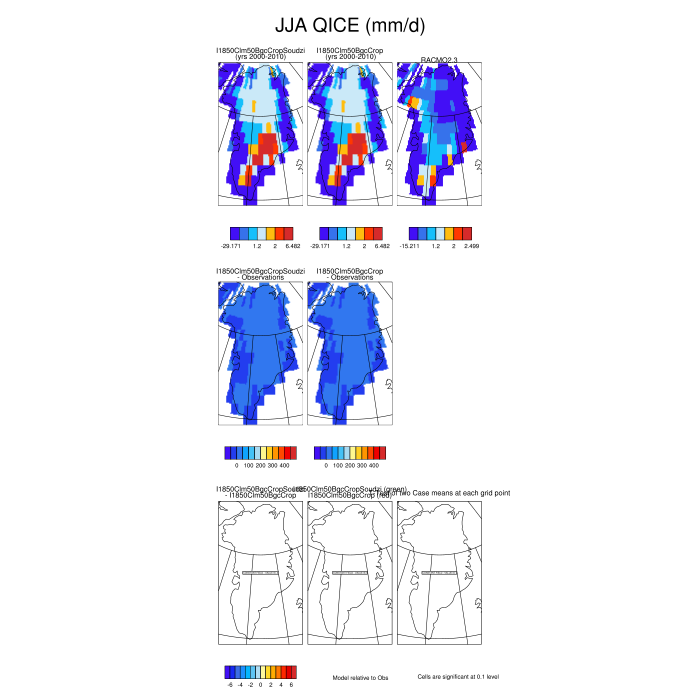 JJA QICE (mm/d)
I1850Clm50BgcCropSoudzi
(yrs 2000-2010)
I1850Clm50BgcCrop
(yrs 2000-2010)
RACMO2.3
-29.171 1.2 2 6.482
-29.171 1.2 2 6.482
-15.211 1.2 2 2.499
I1850Clm50BgcCropSoudzi
- Observations
I1850Clm50BgcCrop
- Observations
0 100 200 300 400
0 100 200 300 400
- I1850Clm50BgcCrop
I1850Clm50BgcCropSoudzi (green)
I1850Clm50BgcCrop (red)
of two Case means at each grid point
-6 -4 -2 0 2 4 6
Model relative to Obs
Cells are significant at 0.1 level